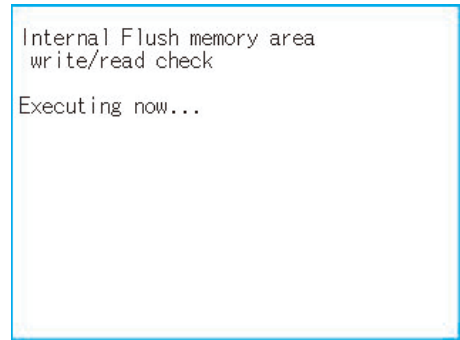 Internal Flush memory area
write/read check
Executing now...